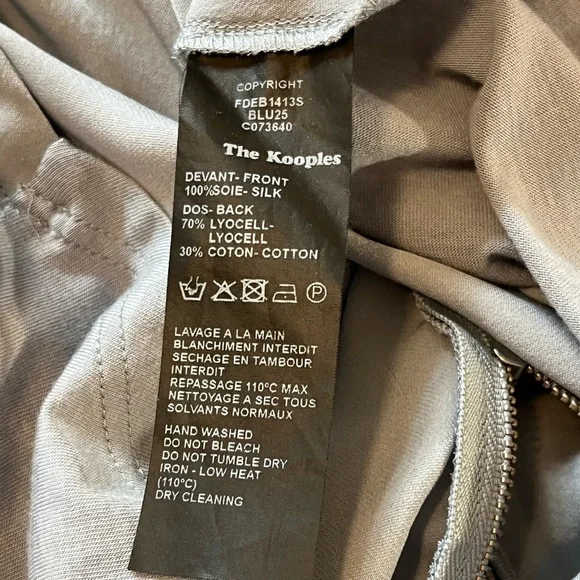 COPYRIGHT
FDEB1413S
BLU25
C073640
The Kooples
DEVANT- FRONT
100%SOIE- SILK
DOS- BACK
70% LYOCELL-
LYOCELL
30% COTON- COTTON
P
LAVAGE A LA MAIN
BLANCHIMENT INTERDIT
SECHAGE EN TAMBOUR
INTERDIT
REPASSAGE 110°C MAX
NETTOYAGE A SEC TOUS
SOLVANTS NORMAUX
HAND WASHED
DO NOT BLEACH
DO NOT TUMBLE DRY
IRON - LOW HEAT
(110°C)
DRY CLEANING